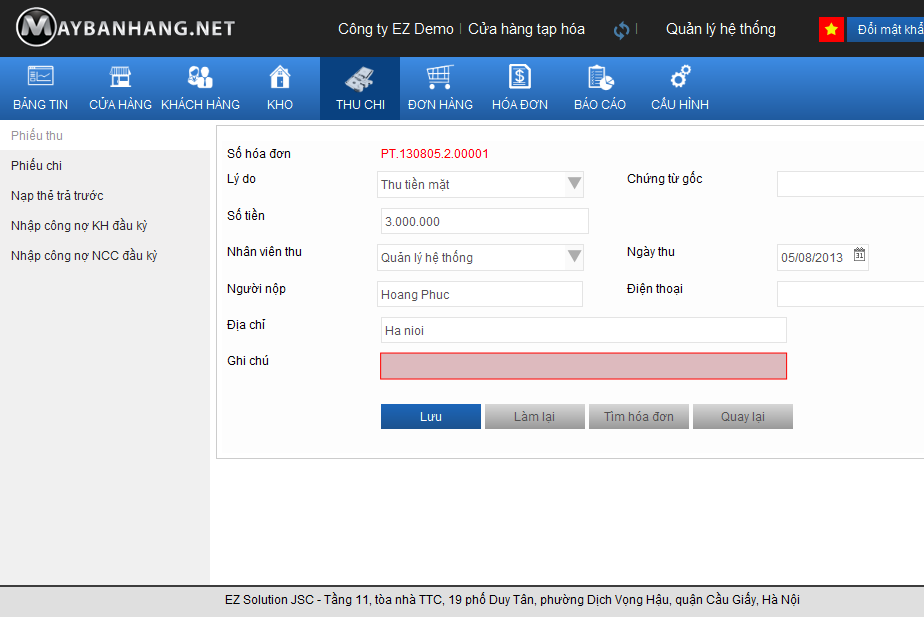 MAYBANHANG.NET
Công ty EZ Demo | Cửa hàng tạp hóa | Quản lý hệ thống Đổi mật khẩ
BẢNG TIN CỬA HÀNG KHÁCH HÀNG KHO THU CHI ĐƠN HÀNG HÓA ĐƠN BÁO CÁO CẤU HÌNH
Phiếu thu
Phiếu chi
Nạp thẻ trả trước
Nhập công nợ KH đầu kỳ
Nhập công nợ NCC đầu kỳ
Số hóa đơn PT.130805.2.00001
Lý do Thu tiền mặt Chứng từ gốc
Số tiền 3.000.000
Nhân viên thu Quản lý hệ thống Ngày thu 05/08/2013 31
Người nộp Hoang Phuc Điện thoại
Địa chỉ Ha nioi
Ghi chú
Lưu Làm lại Tìm hóa đơn Quay lại
EZ Solution JSC - Tầng 11, tòa nhà TTC, 19 phố Duy Tân, phường Dịch Vọng Hậu, quận Cầu Giấy, Hà Nội